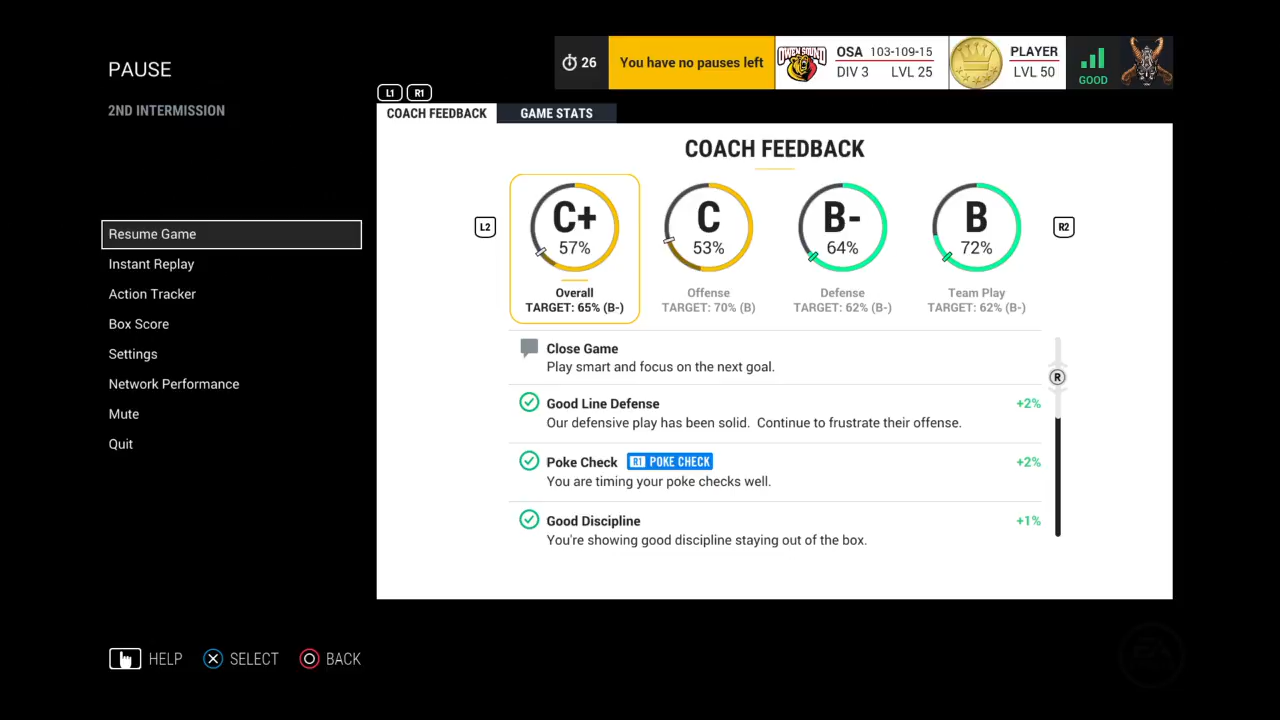 PAUSE
2ND INTERMISSION
26
You have no pauses left
OWEN SOUND
OSA 103-109-15
DIV 3 LVL 25
PLAYER
LVL 50
GOOD
L1 R1
COACH FEEDBACK GAME STATS
COACH FEEDBACK
L2
C+
57%
Overall
TARGET: 65% (B-)
C
53%
Offense
TARGET: 70% (B)
B-
64%
Defense
TARGET: 62% (B-)
B
72%
Team Play
TARGET: 62% (B-)
R2
Resume Game
Instant Replay
Action Tracker
Box Score
Settings
Network Performance
Mute
Quit
Close Game
Play smart and focus on the next goal.
R
Good Line Defense +2%
Our defensive play has been solid. Continue to frustrate their offense.
Poke Check R1 POKE CHECK +2%
You are timing your poke checks well.
Good Discipline +1%
You're showing good discipline staying out of the box.
HELP SELECT BACK
EA